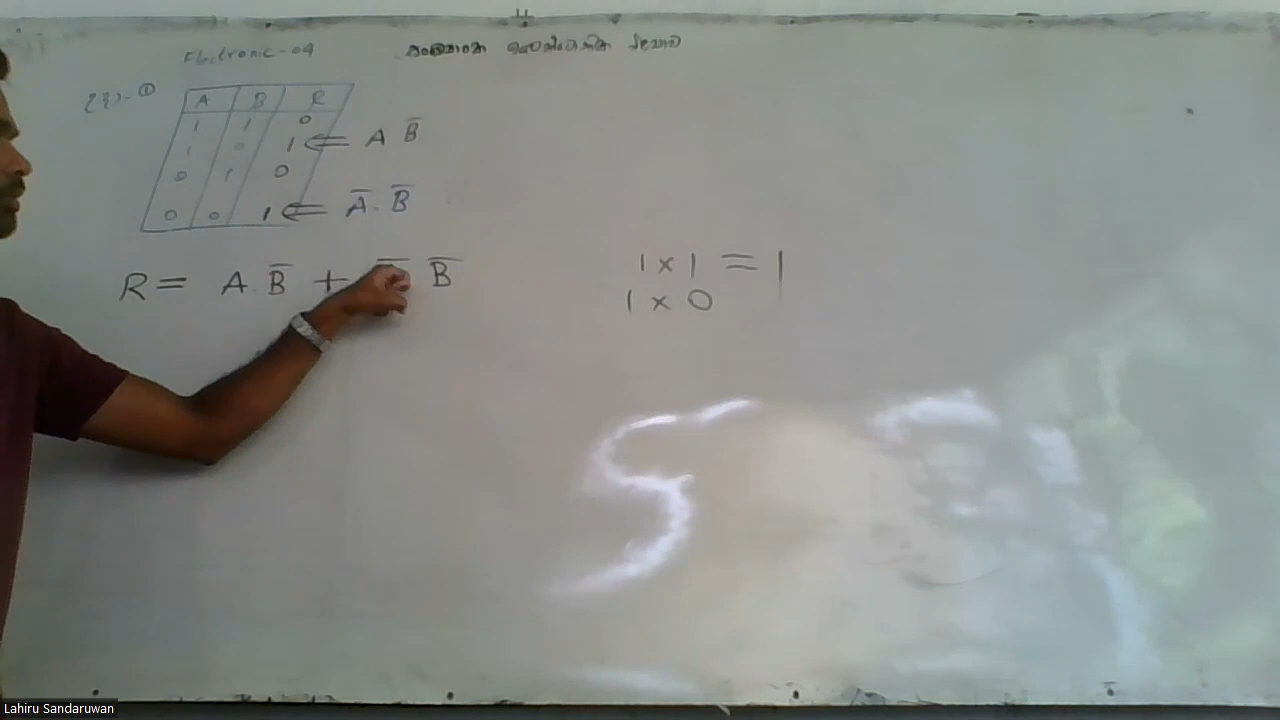 Electronic-04
①
A B R
1 1 0
1 0 1 ⇐ A B̅
0 1 0
0 0 1 ⇐ A̅ . B̅
R = A . B̅ + B̅
1 × 1 = 1
1 × 0
Lahiru Sandaruwan